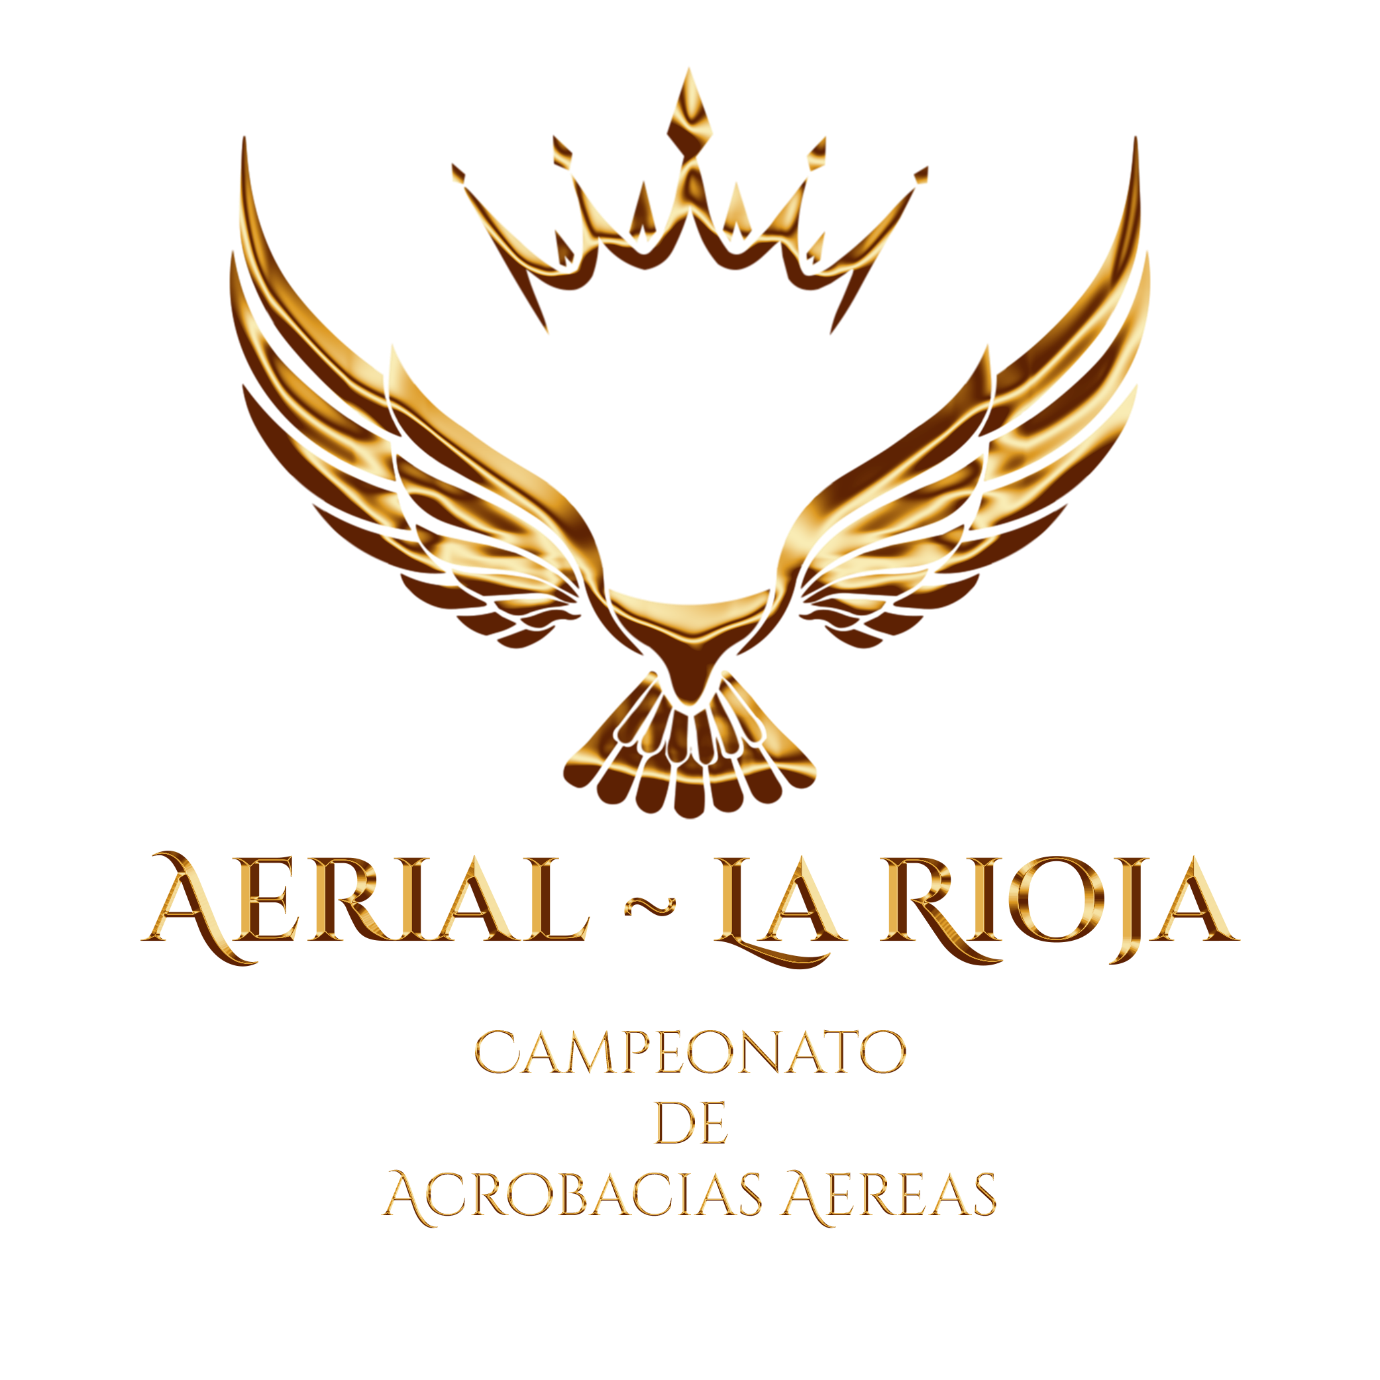 Aerial ~ La Rioja
Campeonato
de
Acrobacias Aereas